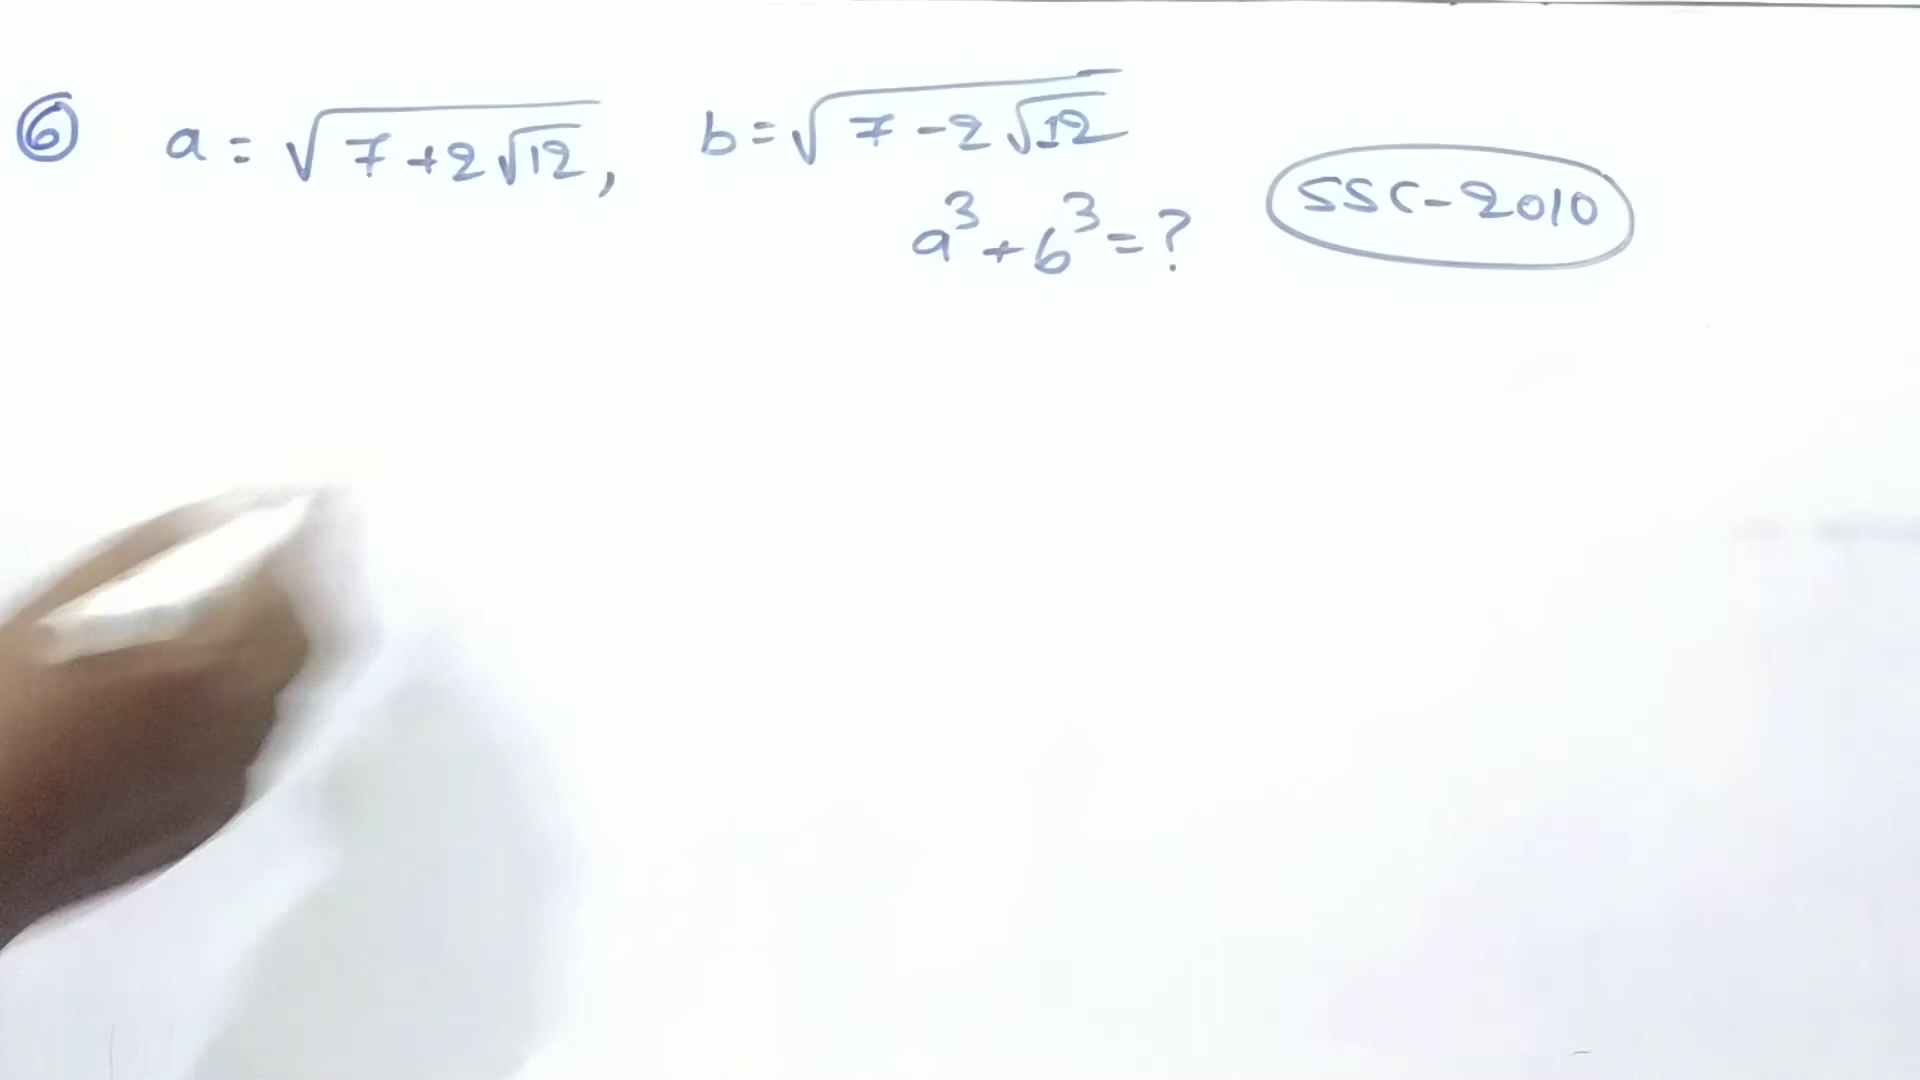 ⑥ a = √(7+2√12), b = √(7-2√12)
a³+b³ = ?
SSC-2010